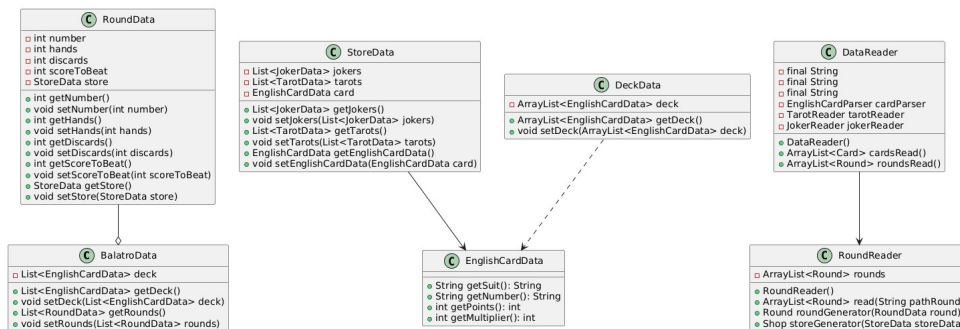 C RoundData
int number
int hands
int discards
int scoreToBeat
StoreData store
int getNumber()
void setNumber(int number)
int getHands()
void setHands(int hands)
int getDiscards()
void setDiscards(int discards)
int getScoreToBeat()
void setScoreToBeat(int scoreToBeat)
StoreData getStore()
void setStore(StoreData store)
C StoreData
List<JokerData> jokers
List<TarotData> tarots
EnglishCardData card
List<JokerData> getJokers()
void setJokers(List<JokerData> jokers)
List<TarotData> getTarots()
void setTarots(List<TarotData> tarots)
EnglishCardData getEnglishCardData()
void setEnglishCardData(EnglishCardData card)
C DeckData
ArrayList<EnglishCardData> deck
ArrayList<EnglishCardData> getDeck()
void setDeck(ArrayList<EnglishCardData> deck)
C DataReader
final String
final String
final String
EnglishCardParser cardParser
TarotReader tarotReader
JokerReader jokerReader
DataReader()
ArrayList<Card> cardsRead()
ArrayList<Round> roundsRead()
C BalatroData
List<EnglishCardData> deck
List<EnglishCardData> getDeck()
void setDeck(List<EnglishCardData> deck)
List<RoundData> getRounds()
void setRounds(List<RoundData> rounds)
C EnglishCardData
String getSuit(): String
String getNumber(): String
int getPoints(): int
int getMultiplier(): int
C RoundReader
ArrayList<Round> rounds
RoundReader()
ArrayList<Round> read(String pathRound
Round roundGenerator(RoundData round)
Shop storeGenerator(StoreData storeData